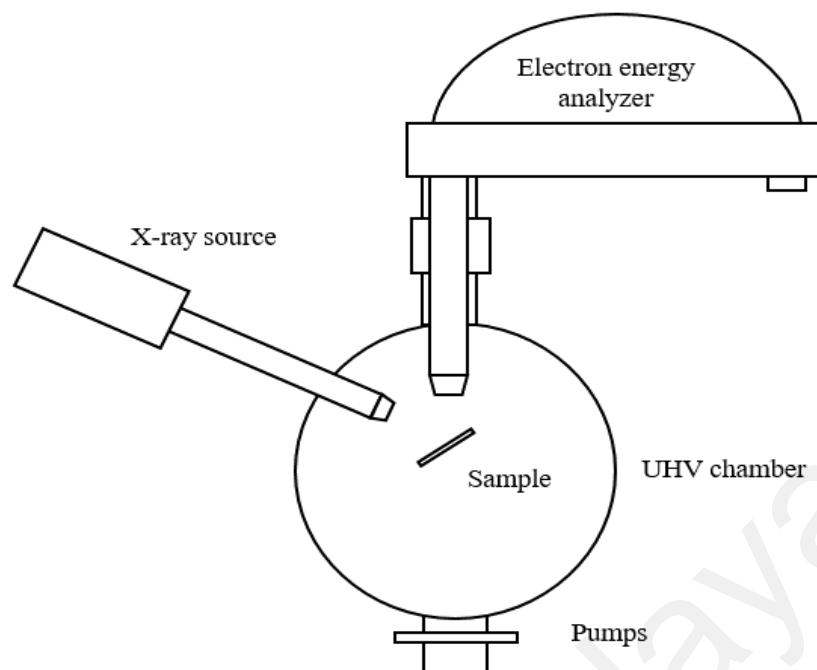 Electron energy
analyzer
X-ray source
Sample
UHV chamber
Pumps